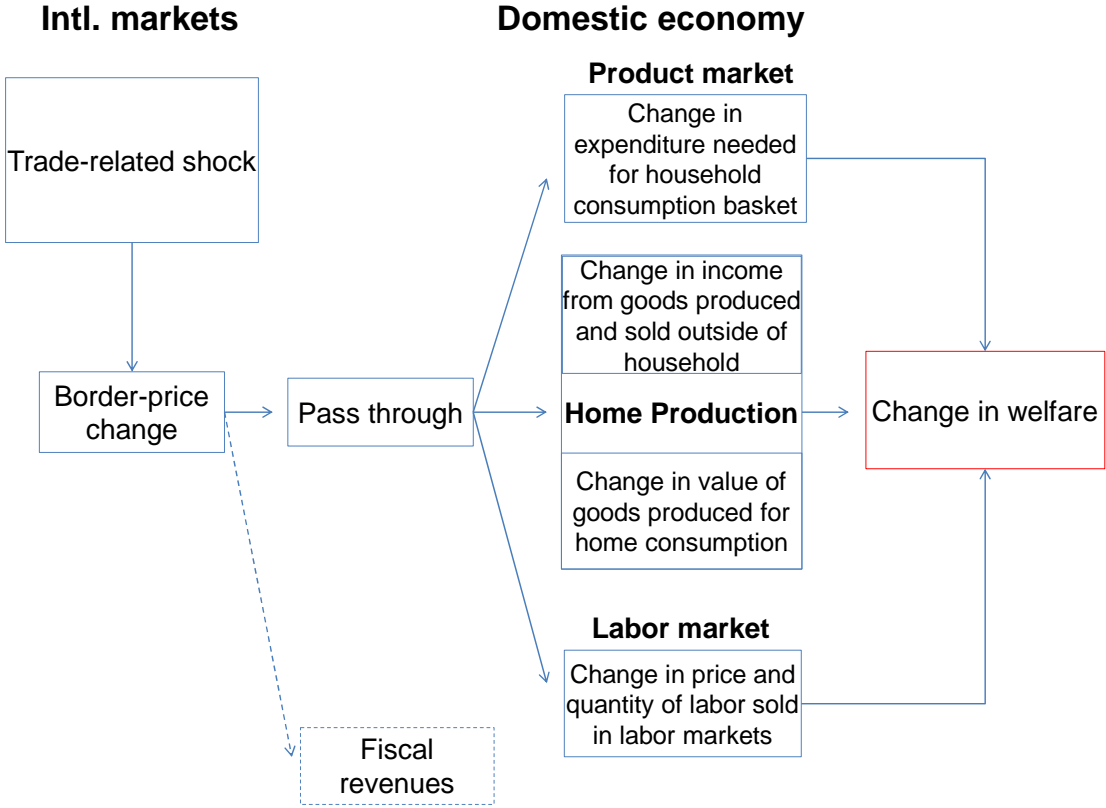 Intl. markets
Domestic economy
Trade-related shock
Border-price
change
Pass through
Fiscal
revenues
Product market
Change in
expenditure needed
for household
consumption basket
Change in income
from goods produced
and sold outside of
household
Home Production
Change in value of
goods produced for
home consumption
Labor market
Change in price and
quantity of labor sold
in labor markets
Change in welfare